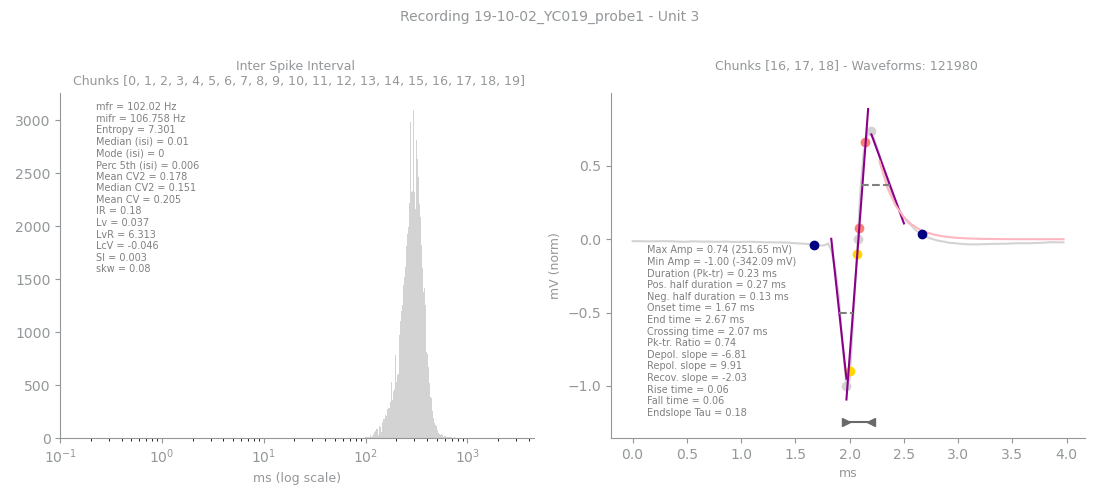 Recording 19-10-02_YC019_probe1 - Unit 3
Inter Spike Interval
Chunks [0, 1, 2, 3, 4, 5, 6, 7, 8, 9, 10, 11, 12, 13, 14, 15, 16, 17, 18, 19]
mfr = 102.02 Hz
mifr = 106.758 Hz
Entropy = 7.301
Median (isi) = 0.01
Mode (isi) = 0
Perc 5th (isi) = 0.006
Mean CV2 = 0.178
Median CV2 = 0.151
Mean CV = 0.205
IR = 0.18
Lv = 0.037
LvR = 6.313
LcV = -0.046
SI = 0.003
skw = 0.08
3000
2500
2000
1500
1000
500
0
10⁻¹ 10⁰ 10¹ 10² 10³
ms (log scale)
Chunks [16, 17, 18] - Waveforms: 121980
mV (norm)
0.5
0.0
−0.5
−1.0
Max Amp = 0.74 (251.65 mV)
Min Amp = -1.00 (-342.09 mV)
Duration (Pk-tr) = 0.23 ms
Pos. half duration = 0.27 ms
Neg. half duration = 0.13 ms
Onset time = 1.67 ms
End time = 2.67 ms
Crossing time = 2.07 ms
Pk-tr. Ratio = 0.74
Depol. slope = -6.81
Repol. slope = 9.91
Recov. slope = -2.03
Rise time = 0.06
Fall time = 0.06
Endslope Tau = 0.18
0.0 0.5 1.0 1.5 2.0 2.5 3.0 3.5 4.0
ms